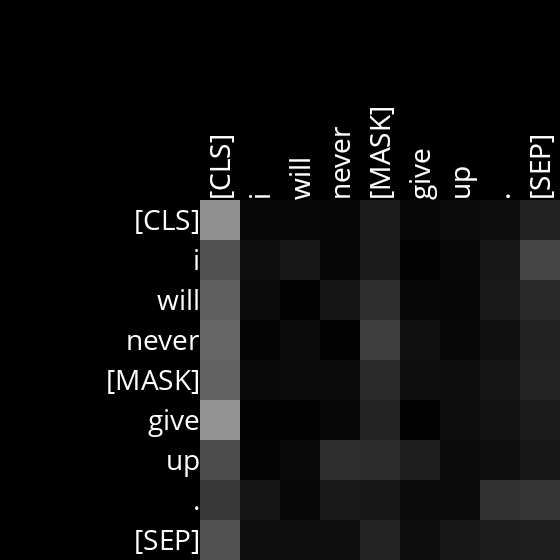 [CLS] i will never [MASK] give up . [SEP]
[CLS]
i
will
never
[MASK]
give
up
.
[SEP]